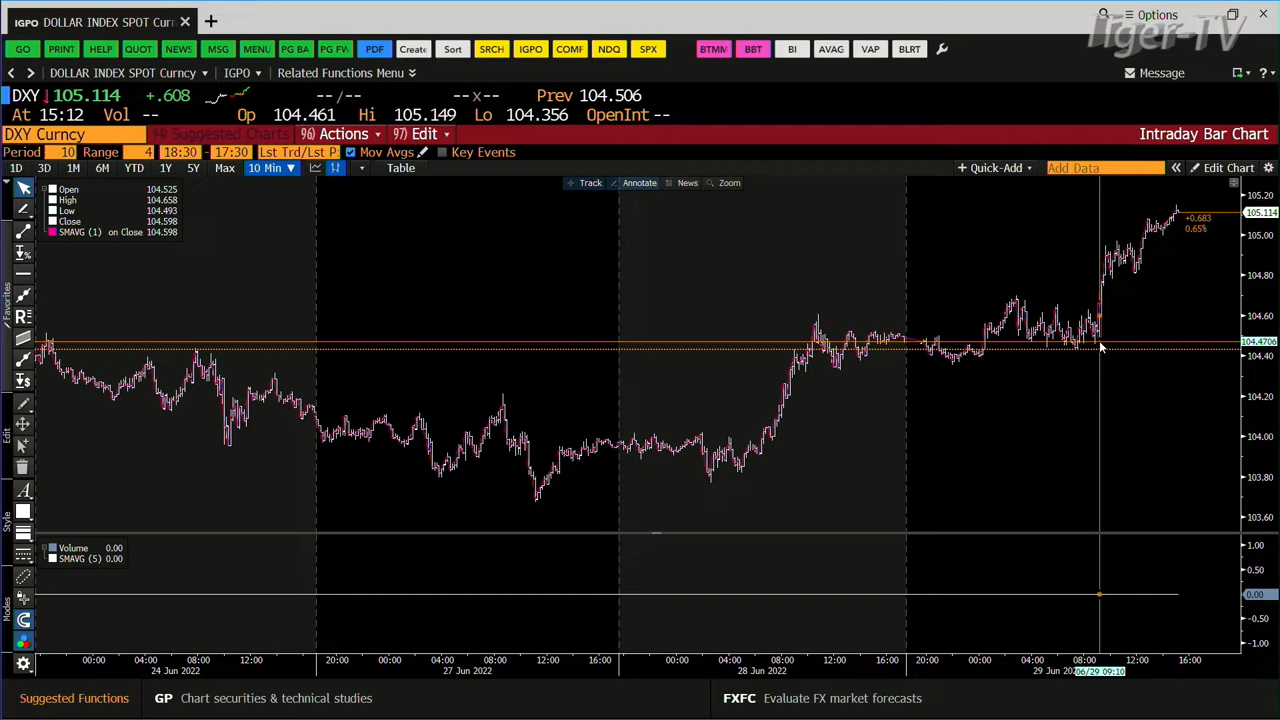 IGPO DOLLAR INDEX SPOT Curr
Options
Tiger-TV
GO PRINT HELP QUOT NEWS MSG MENU PG BA PG FW PDF Create Sort SRCH IGPO COMF NDQ SPX BTMM BBT BI AVAG VAP BLRT
DOLLAR INDEX SPOT Curncy IGPO Related Functions Menu Message ?
DXY 105.114 +.608 --/-- --x-- Prev 104.506
At 15:12 Vol -- Op 104.461 Hi 105.149 Lo 104.356 OpenInt --
DXY Curncy 94) Suggested Charts 96) Actions 97) Edit Intraday Bar Chart
Period 10 Range 4 18:30 - 17:30 Lst Trd/Lst P Mov Avgs Key Events
1D 3D 1M 6M YTD 1Y 5Y Max 10 Min Table + Quick-Add Add Data Edit Chart
Track Annotate News Zoom
Open 104.525
High 104.658
Low 104.493
Close 104.598
SMAVG (1) on Close 104.598
105.20
105.114
+0.683
0.65%
105.00
104.80
104.60
104.4706
104.40
104.20
104.00
103.80
103.60
Favorites
Edit
Style
Modes
Volume 0.00
SMAVG (5) 0.00
1.00
0.50
0.00
-0.50
-1.00
00:00 04:00 08:00 12:00 20:00 04:00 08:00 12:00 16:00 00:00 04:00 12:00 16:00 20:00 00:00 04:00 08:00 12:00 16:00
24 Jun 2022 27 Jun 2022 28 Jun 2022 29 Jun 06/29 09:10
Suggested Functions GP Chart securities & technical studies FXFC Evaluate FX market forecasts